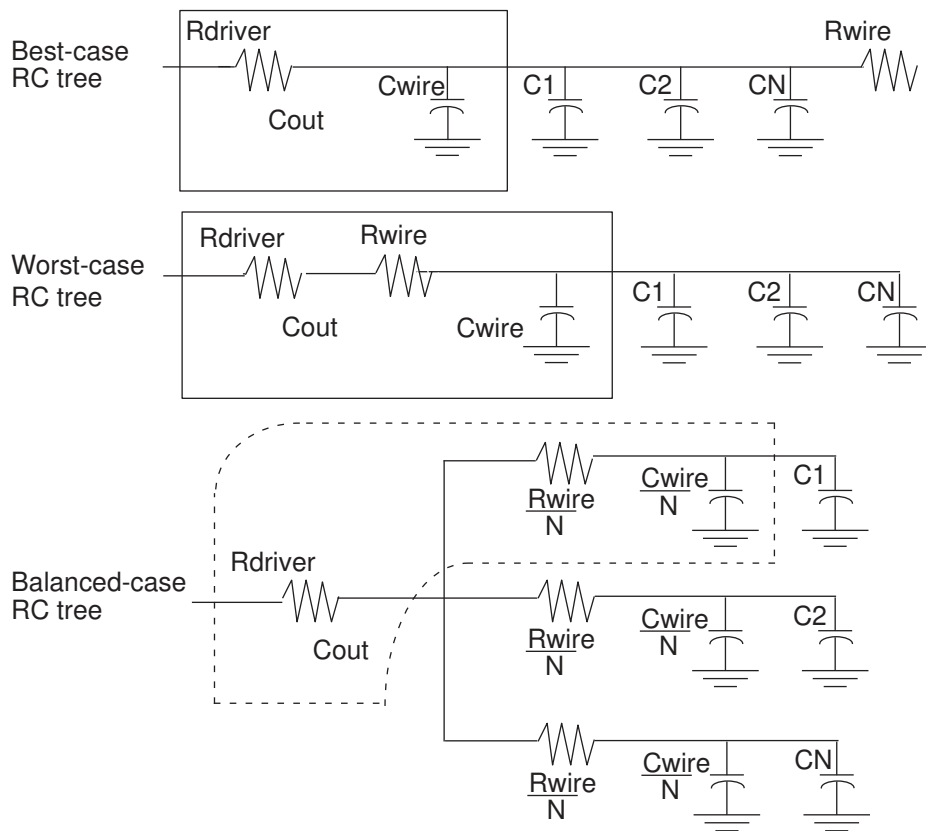 Best-case
RC tree
Rdriver
Cout
Cwire
C1
C2
CN
Rwire
Worst-case
RC tree
Rdriver
Rwire
Cout
Cwire
C1
C2
CN
Balanced-case
RC tree
Rdriver
Cout
Rwire
N
Cwire
N
C1
Rwire
N
Cwire
N
C2
Rwire
N
Cwire
N
CN